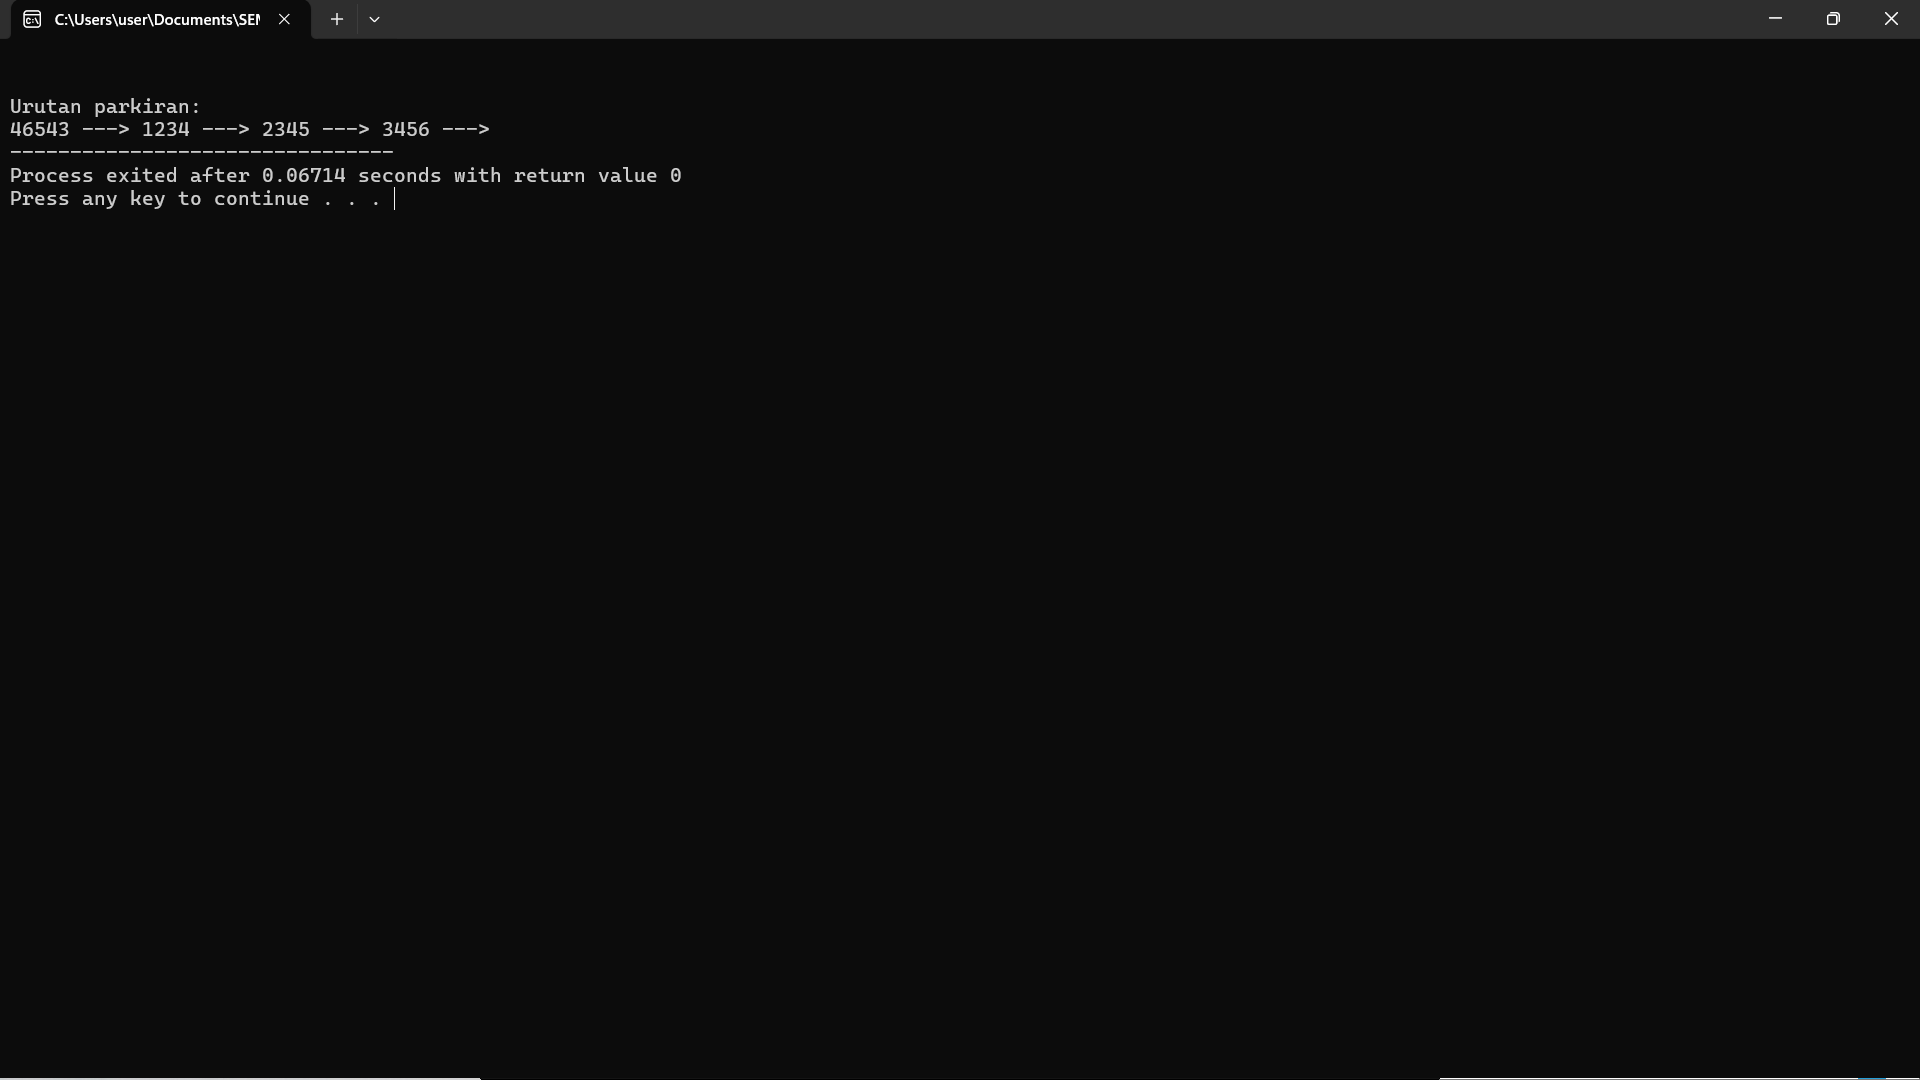 C:\Users\user\Documents\SEM
Urutan parkiran:
46543 ---> 1234 ---> 2345 ---> 3456 --->
--------------------------------
Process exited after 0.06714 seconds with return value 0
Press any key to continue . . .